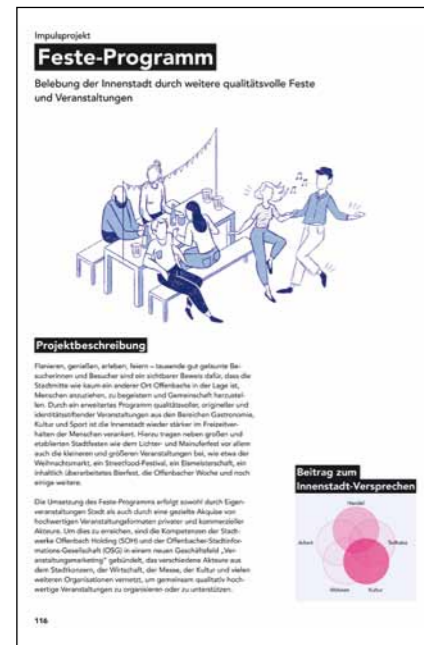 Impulsprojekt
Feste-Programm
Belebung der Innenstadt durch weitere qualitätsvolle Feste
und Veranstaltungen
Projektbeschreibung
Flanieren, genießen, erleben, feiern – tausende gut gelaunte Be-
sucherinnen und Besucher sind ein sichtbarer Beweis dafür, dass die
Stadtmitte wie kaum ein anderer Ort Offenbachs in der Lage ist,
Menschen anzuziehen, zu begeistern und Gemeinschaft herzustel-
len. Durch ein erweitertes Programm qualitätsvoller, origineller und
identitätsstiftender Veranstaltungen aus den Bereichen Gastronomie,
Kultur und Sport ist die Innenstadt wieder stärker im Freizeitver-
halten der Menschen verankert. Hierzu tragen neben großen und
etablierten Stadtfesten wie dem Lichter- und Mainuferfest vor allem
auch die kleineren und größeren Veranstaltungen bei, wie etwa der
Weihnachtsmarkt, ein Streetfood-Festival, ein Eismeisterschaft, ein
inhaltlich überarbeitetes Bierfest, die Offenbacher Woche und noch
einige weitere.
Die Umsetzung des Feste-Programms erfolgt sowohl durch Eigen-
veranstaltungen Stadt als auch durch eine gezielte Akquise von
hochwertigen Veranstaltungsformaten privater und kommerzieller
Akteure. Um dies zu erreichen, sind die Kompetenzen der Stadt-
werke Offenbach Holding (SOH) und der Offenbacher-Stadtinfor-
mations-Gesellschaft (OSG) in einem neuen Geschäftsfeld „Ver-
anstaltungsmarketing“ gebündelt, das verschiedene Akteure aus
dem Stadtkonzern, der Wirtschaft, der Messe, der Kultur und vielen
weiteren Organisationen vernetzt, um gemeinsam qualitativ hoch-
wertige Veranstaltungen zu organisieren oder zu unterstützen.
Beitrag zum
Innenstadt-Versprechen
Handel
Arbeit
Teilhabe
Wissen
Kultur
116